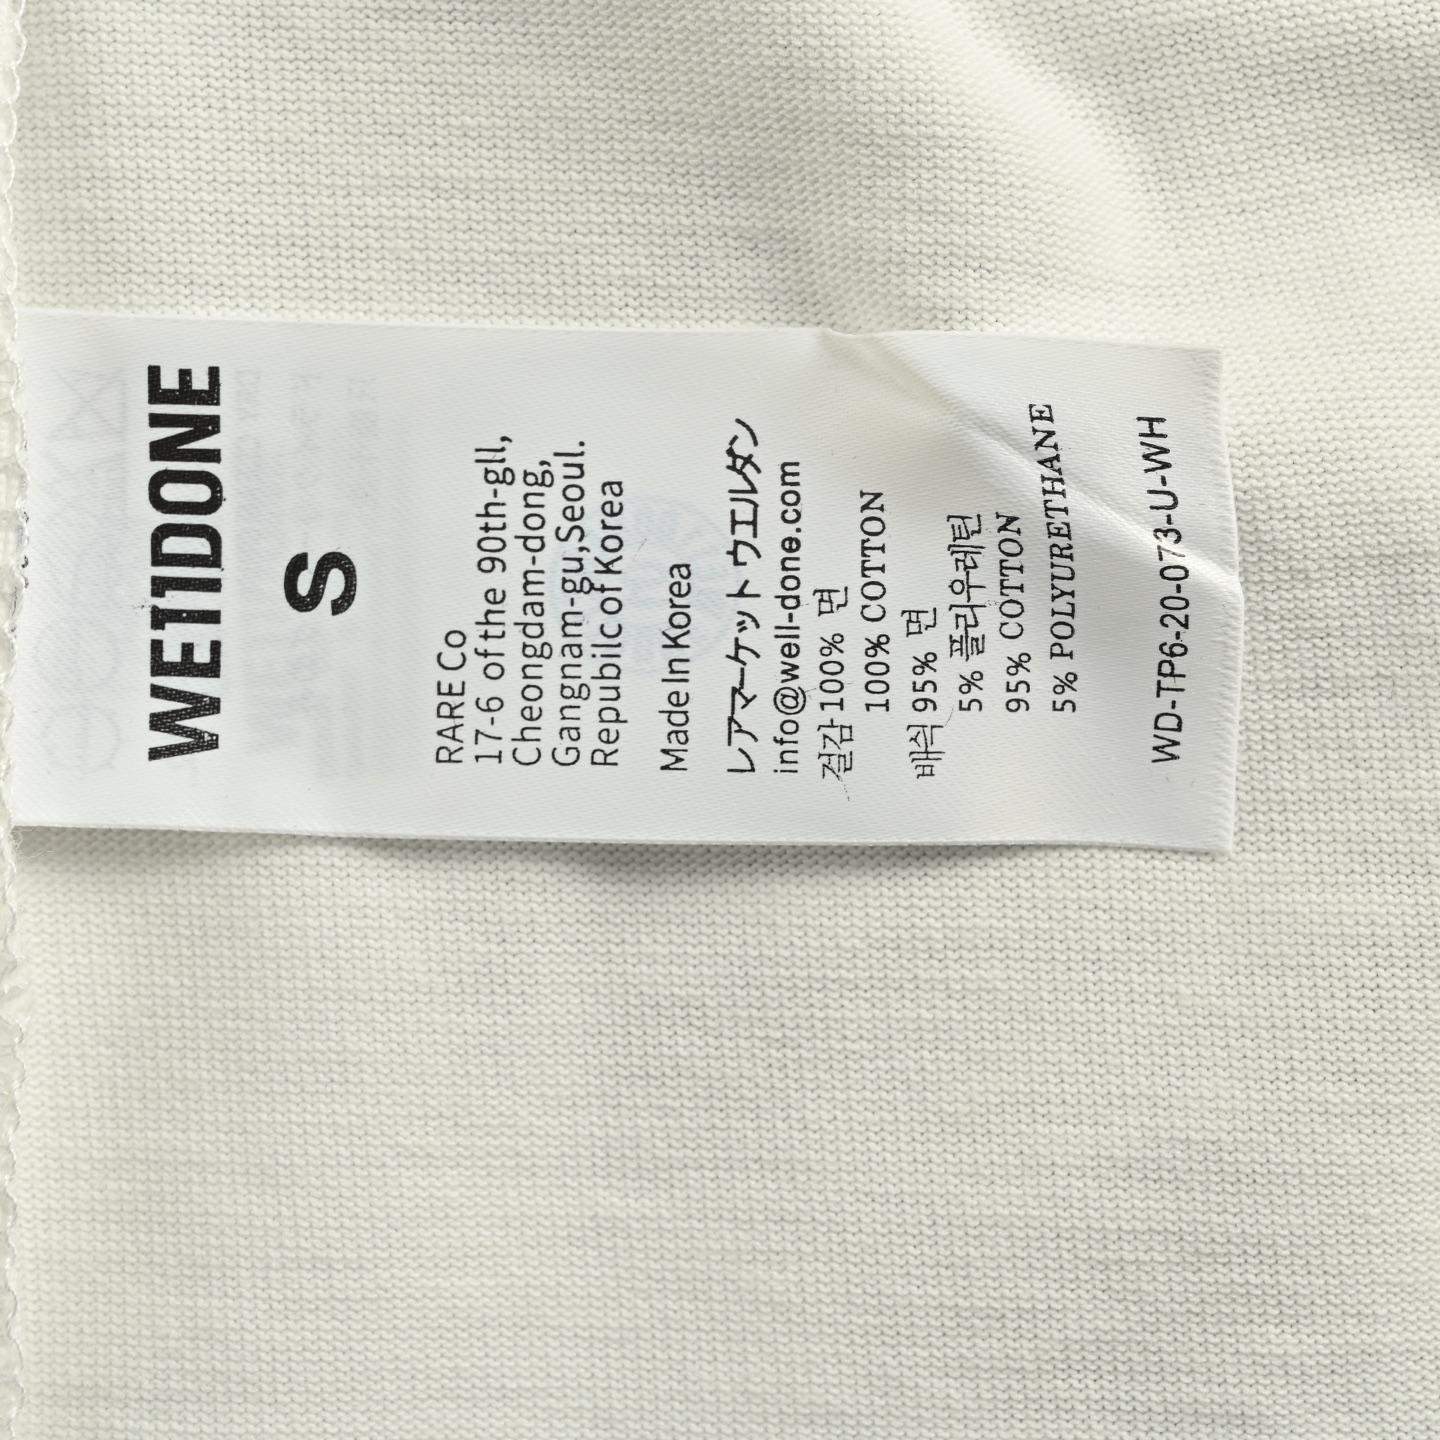 WE11DONE
S
RARE Co
17-6 of the 90th-gll,
Cheongdam-dong,
Gangnam-gu,Seoul.
Repubilc of Korea
Made In Korea
レアマーケット ウエルダン
info@well-done.com
겉감 100% 면
100% COTTON
배색 95% 면
5% 폴리우레탄
95% COTTON
5% POLYURETHANE
WD-TP6-20-073-U-WH